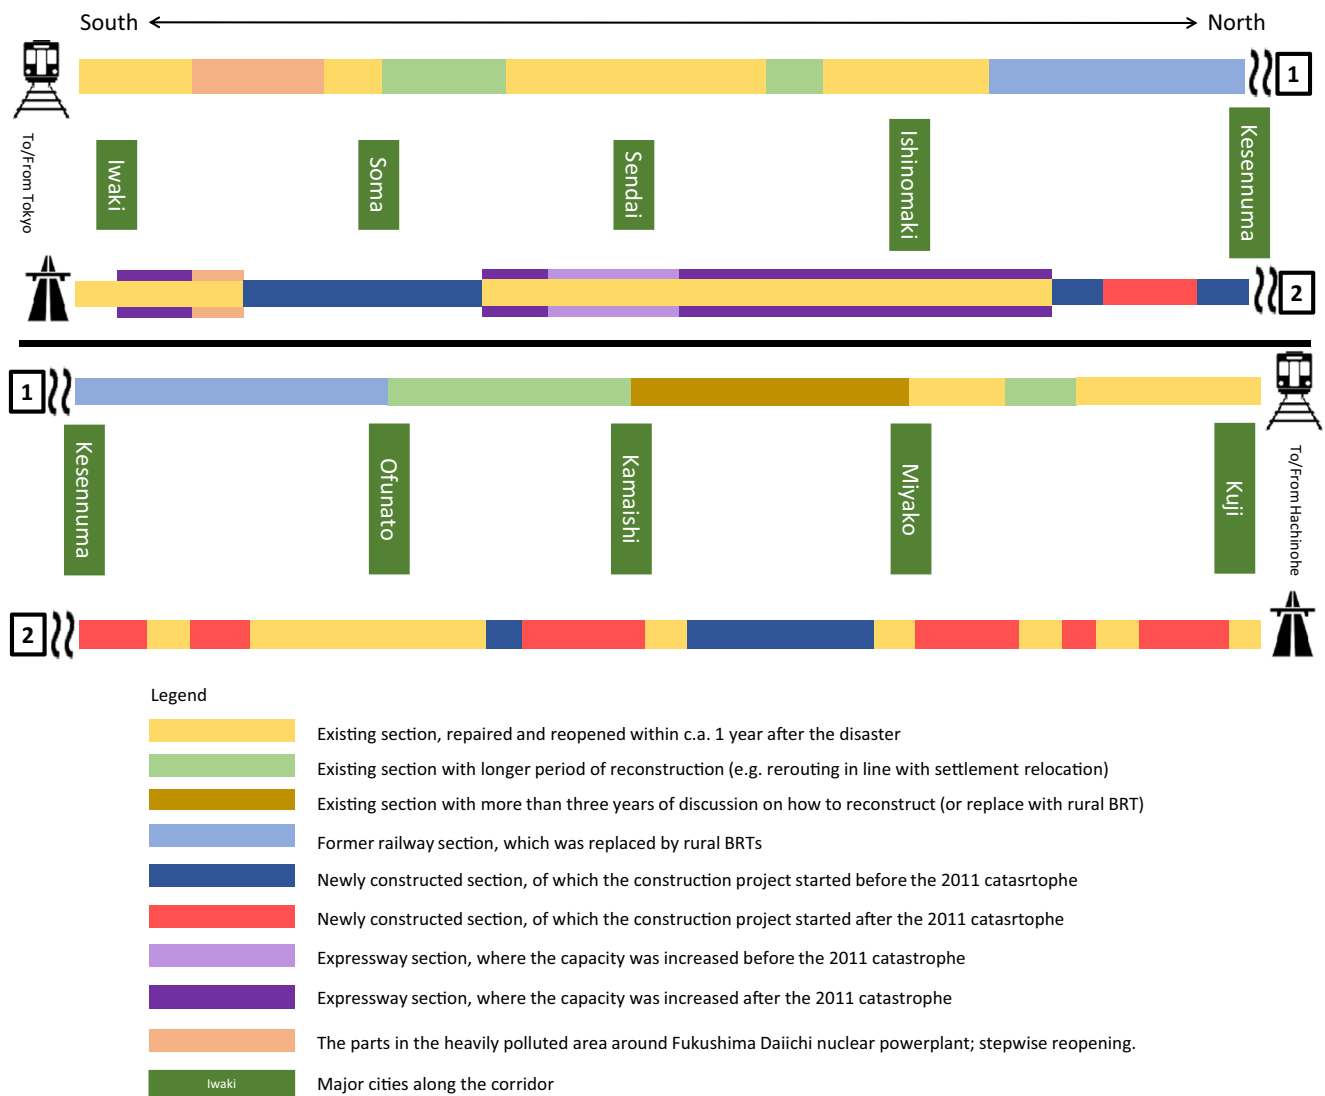 South
North
1
To/From Tokyo
Iwaki
Soma
Sendai
Ishinomaki
Kesennuma
2
1
Kesennuma
Ofunato
Kamaishi
Miyako
Kuji
To/From Hachinohe
2
Legend
Existing section, repaired and reopened within c.a. 1 year after the disaster
Existing section with longer period of reconstruction (e.g. rerouting in line with settlement relocation)
Existing section with more than three years of discussion on how to reconstruct (or replace with rural BRT)
Former railway section, which was replaced by rural BRTs
Newly constructed section, of which the construction project started before the 2011 catasrtophe
Newly constructed section, of which the construction project started after the 2011 catasrtophe
Expressway section, where the capacity was increased before the 2011 catastrophe
Expressway section, where the capacity was increased after the 2011 catastrophe
The parts in the heavily polluted area around Fukushima Daiichi nuclear powerplant; stepwise reopening.
Iwaki
Major cities along the corridor